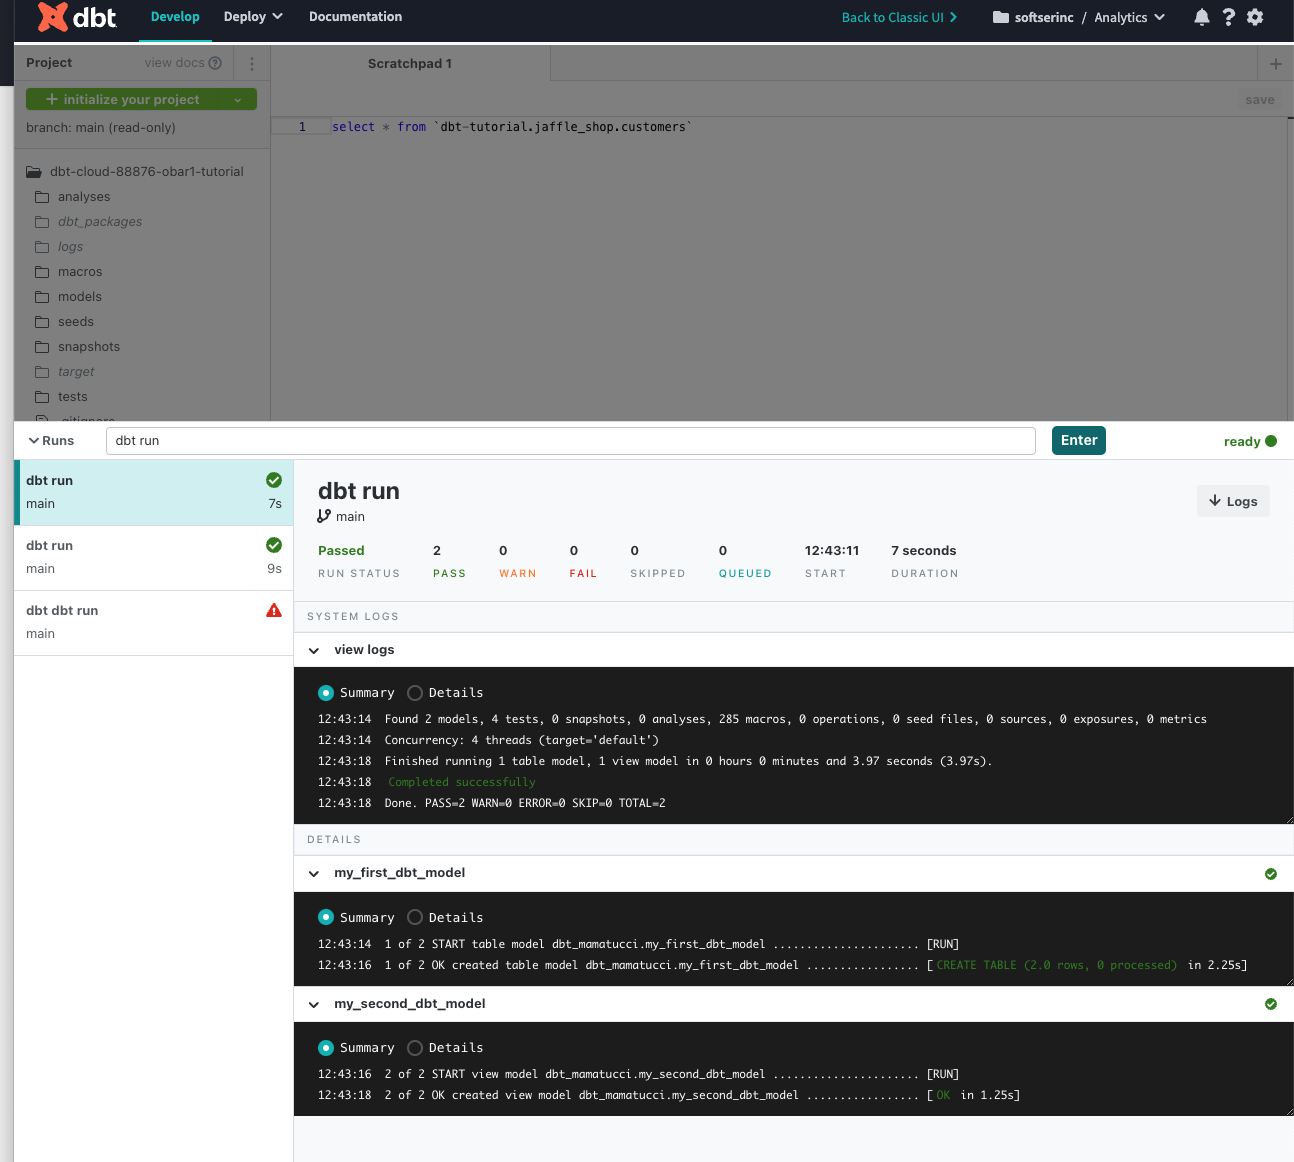 dbt Develop Deploy Documentation Back to Classic UI softserinc / Analytics ?
Project view docs ? Scratchpad 1 +
+ initialize your project save
branch: main (read-only) 1 select * from `dbt-tutorial.jaffle_shop.customers`
dbt-cloud-88876-obar1-tutorial
analyses
dbt_packages
logs
macros
models
seeds
snapshots
target
tests
.gitignore
Runs dbt run Enter ready
dbt run
main 7s
dbt run
main 9s
dbt dbt run
main
dbt run
main
Logs
Passed 2 0 0 0 0 12:43:11 7 seconds
RUN STATUS PASS WARN FAIL SKIPPED QUEUED START DURATION
SYSTEM LOGS
view logs
Summary Details
12:43:14 Found 2 models, 4 tests, 0 snapshots, 0 analyses, 285 macros, 0 operations, 0 seed files, 0 sources, 0 exposures, 0 metrics
12:43:14 Concurrency: 4 threads (target='default')
12:43:18 Finished running 1 table model, 1 view model in 0 hours 0 minutes and 3.97 seconds (3.97s).
12:43:18 Completed successfully
12:43:18 Done. PASS=2 WARN=0 ERROR=0 SKIP=0 TOTAL=2
DETAILS
my_first_dbt_model
Summary Details
12:43:14 1 of 2 START table model dbt_mamatucci.my_first_dbt_model ...................... [RUN]
12:43:16 1 of 2 OK created table model dbt_mamatucci.my_first_dbt_model ................. [CREATE TABLE (2.0 rows, 0 processed) in 2.25s]
my_second_dbt_model
Summary Details
12:43:16 2 of 2 START view model dbt_mamatucci.my_second_dbt_model ...................... [RUN]
12:43:18 2 of 2 OK created view model dbt_mamatucci.my_second_dbt_model ................. [OK in 1.25s]